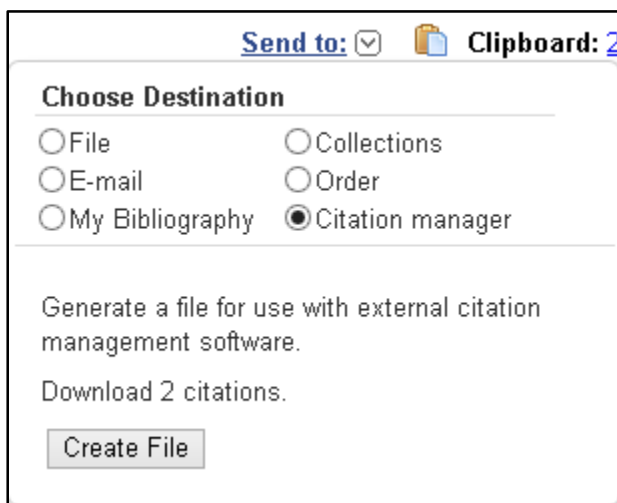 Send to: Clipboard: 2
Choose Destination
File Collections
E-mail Order
My Bibliography Citation manager
Generate a file for use with external citation
management software.
Download 2 citations.
Create File